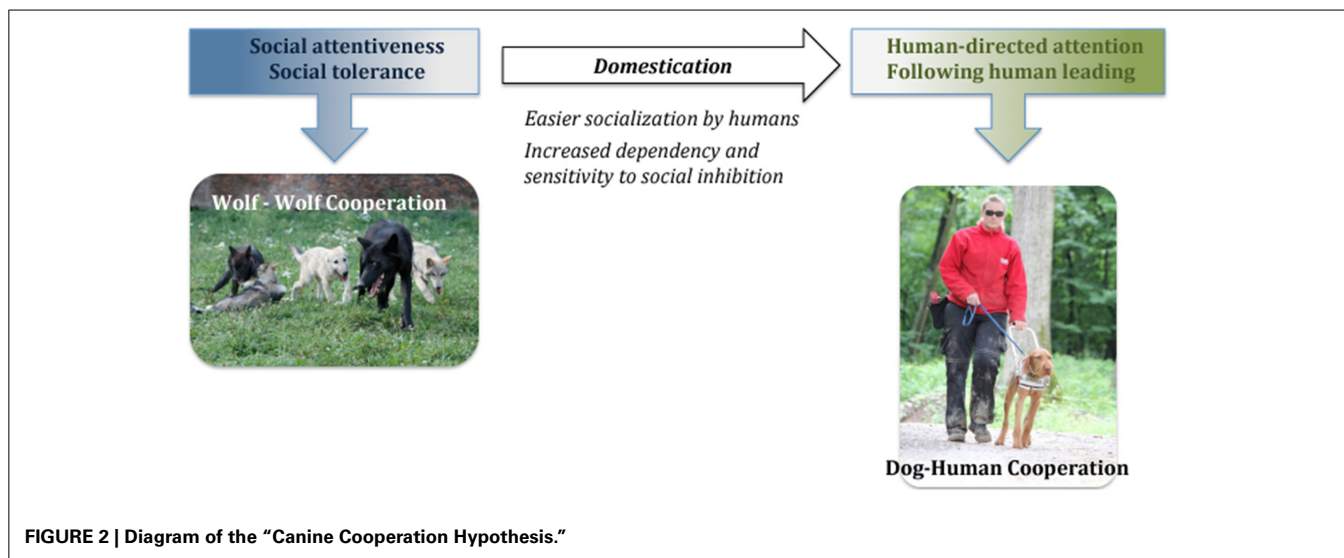 Social attentiveness
Social tolerance
Domestication
Easier socialization by humans
Increased dependency and
sensitivity to social inhibition
Human-directed attention
Following human leading
Wolf - Wolf Cooperation
Dog-Human Cooperation
FIGURE 2 | Diagram of the “Canine Cooperation Hypothesis.”